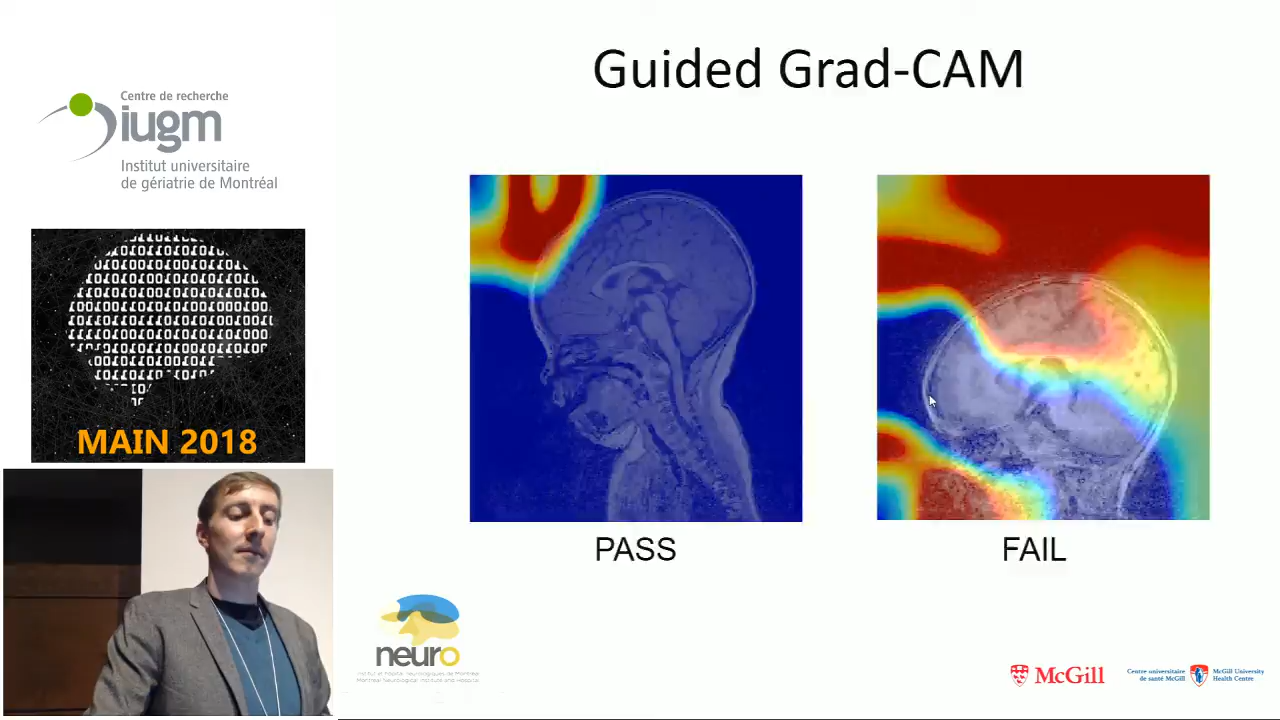 Guided Grad-CAM
Centre de recherche
iugm
Institut universitaire
de gériatrie de Montréal
MAIN 2018
PASS
FAIL
neuro
Institut et hôpital neurologiques de Montréal
Montreal Neurological Institute and Hospital
McGill
Centre universitaire
de santé McGill
McGill University
Health Centre